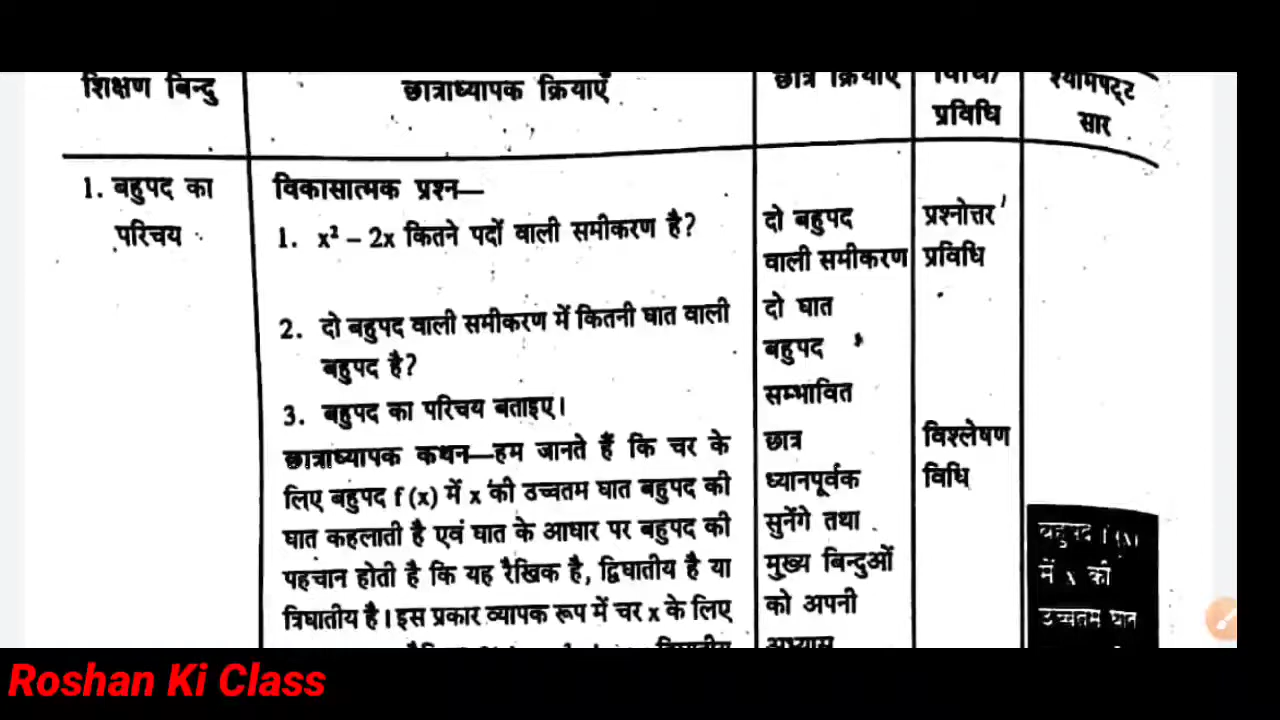 शिक्षण बिन्दु
छात्राध्यापक क्रियाएँ
छात्र क्रियाएँ
विधि/
प्रविधि
श्यामपट्ट
सार
1. बहुपद का
परिचय
विकासात्मक प्रश्न—
1. x² – 2x कितने पदों वाली समीकरण है?
2. दो बहुपद वाली समीकरण में कितनी घात वाली
बहुपद है?
3. बहुपद का परिचय बताइए।
छात्राध्यापक कथन—हम जानते हैं कि चर के
लिए बहुपद f (x) में x की उच्चतम घात बहुपद की
घात कहलाती है एवं घात के आधार पर बहुपद की
पहचान होती है कि यह रैखिक है, द्विघातीय है या
त्रिघातीय है। इस प्रकार व्यापक रूप में चर x के लिए
दो बहुपद
वाली समीकरण
दो घात
बहुपद
सम्भावित
छात्र
ध्यानपूर्वक
सुनेंगे तथा
मुख्य बिन्दुओं
को अपनी
अभ्यास
प्रश्नोत्तर
प्रविधि
विश्लेषण
विधि
बहुपद f (x)
में x की
उच्चतम घात
Roshan Ki Class